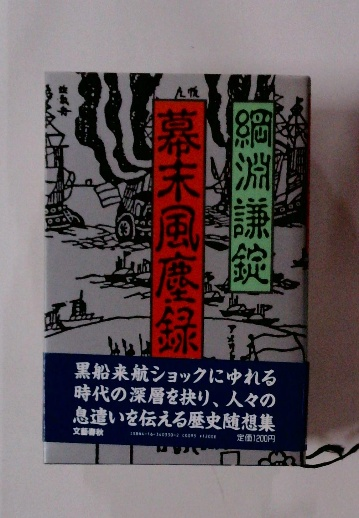 綱淵謙錠
幕末風塵録
黒船来航ショックにゆれる
時代の深層を抉り、人々の
息遣いを伝える歴史随想集
文藝春秋
定価1200円